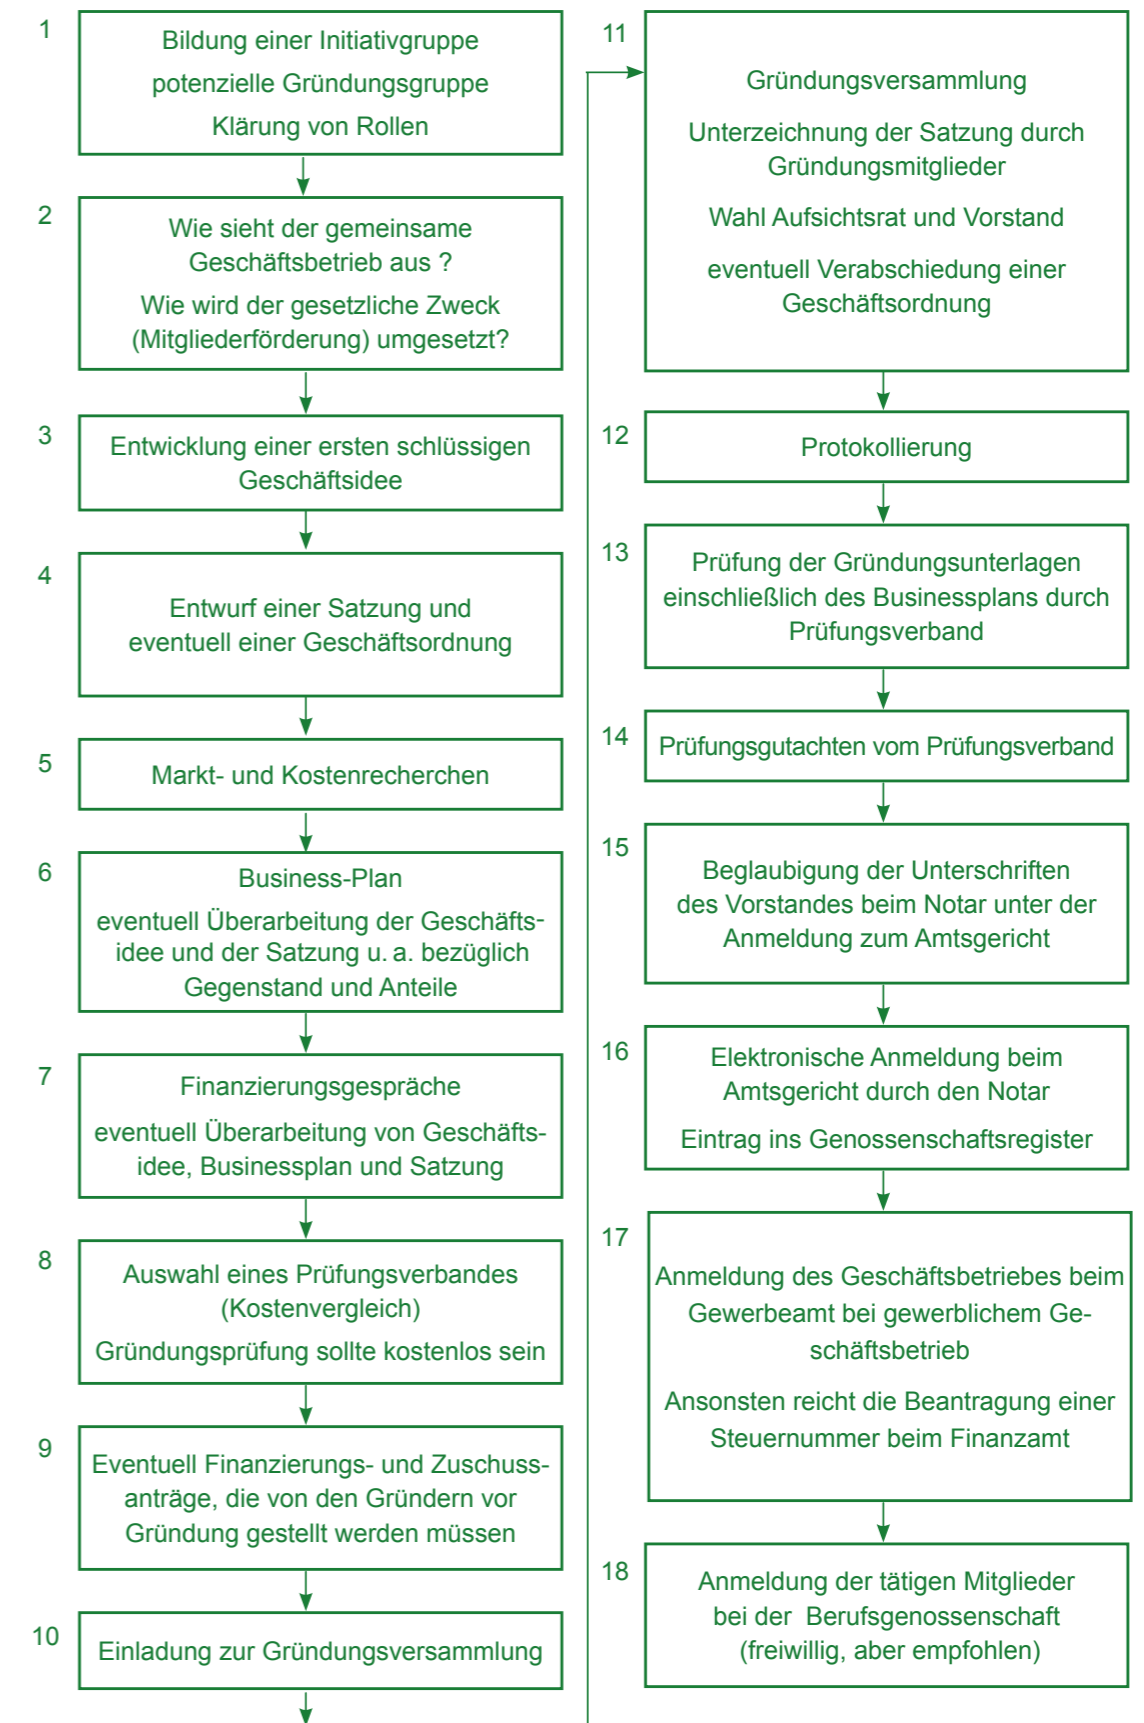 1
Bildung einer Initiativgruppe
potenzielle Gründungsgruppe
Klärung von Rollen
2
Wie sieht der gemeinsame
Geschäftsbetrieb aus ?
Wie wird der gesetzliche Zweck
(Mitgliederförderung) umgesetzt?
3
Entwicklung einer ersten schlüssigen
Geschäftsidee
4
Entwurf einer Satzung und
eventuell einer Geschäftsordnung
5
Markt- und Kostenrecherchen
6
Business-Plan
eventuell Überarbeitung der Geschäfts-
idee und der Satzung u. a. bezüglich
Gegenstand und Anteile
7
Finanzierungsgespräche
eventuell Überarbeitung von Geschäfts-
idee, Businessplan und Satzung
8
Auswahl eines Prüfungsverbandes
(Kostenvergleich)
Gründungsprüfung sollte kostenlos sein
9
Eventuell Finanzierungs- und Zuschuss-
anträge, die von den Gründern vor
Gründung gestellt werden müssen
10
Einladung zur Gründungsversammlung
11
Gründungsversammlung
Unterzeichnung der Satzung durch
Gründungsmitglieder
Wahl Aufsichtsrat und Vorstand
eventuell Verabschiedung einer
Geschäftsordnung
12
Protokollierung
13
Prüfung der Gründungsunterlagen
einschließlich des Businessplans durch
Prüfungsverband
14
Prüfungsgutachten vom Prüfungsverband
15
Beglaubigung der Unterschriften
des Vorstandes beim Notar unter der
Anmeldung zum Amtsgericht
16
Elektronische Anmeldung beim
Amtsgericht durch den Notar
Eintrag ins Genossenschaftsregister
17
Anmeldung des Geschäftsbetriebes beim
Gewerbeamt bei gewerblichem Ge-
schäftsbetrieb
Ansonsten reicht die Beantragung einer
Steuernummer beim Finanzamt
18
Anmeldung der tätigen Mitglieder
bei der Berufsgenossenschaft
(freiwillig, aber empfohlen)